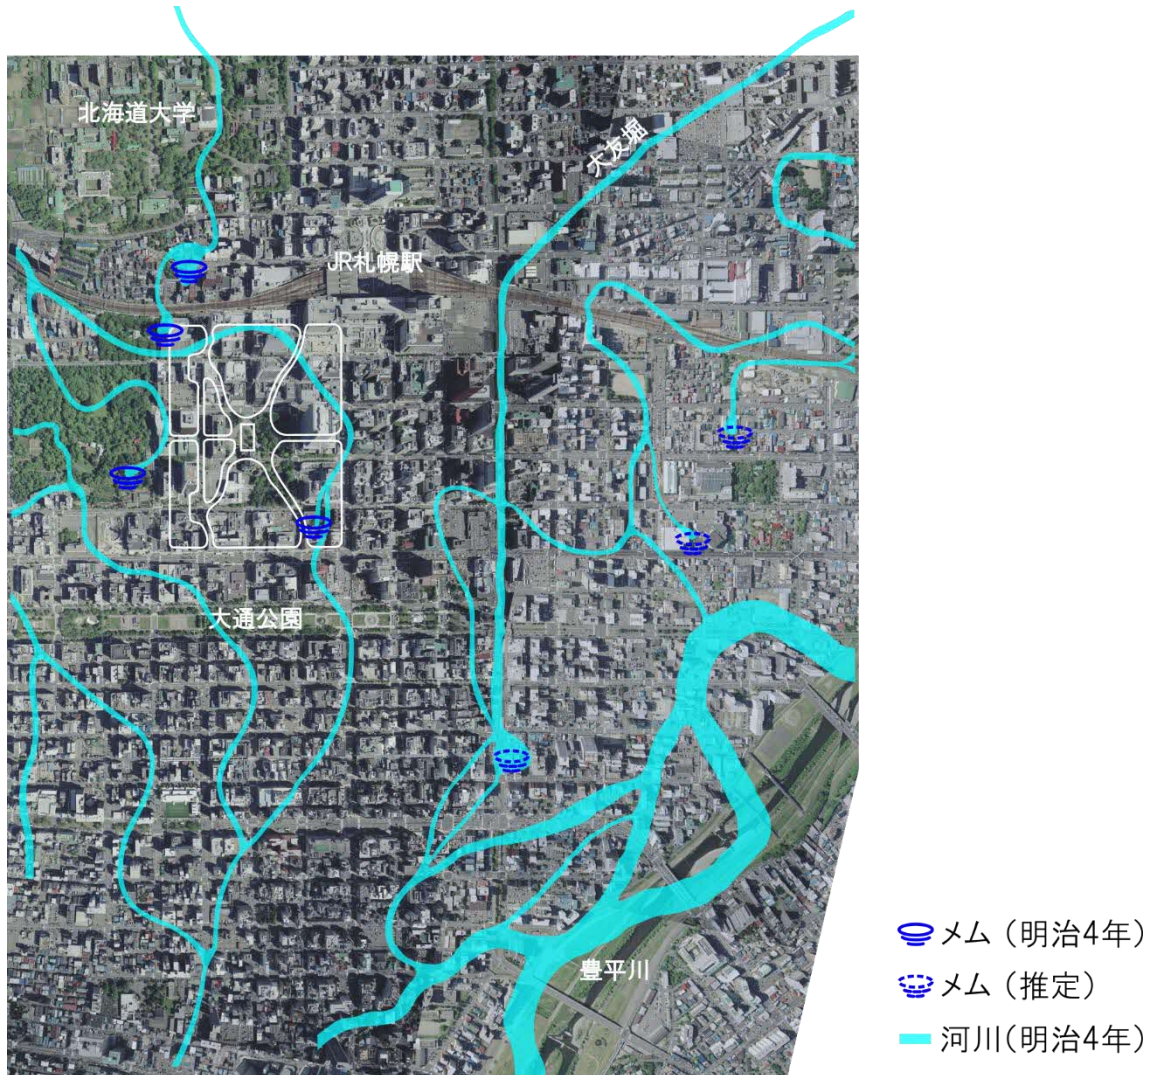 北海道大学
大友堀
JR札幌駅
大通公園
豊平川
メム（明治4年）
メム（推定）
河川（明治4年）